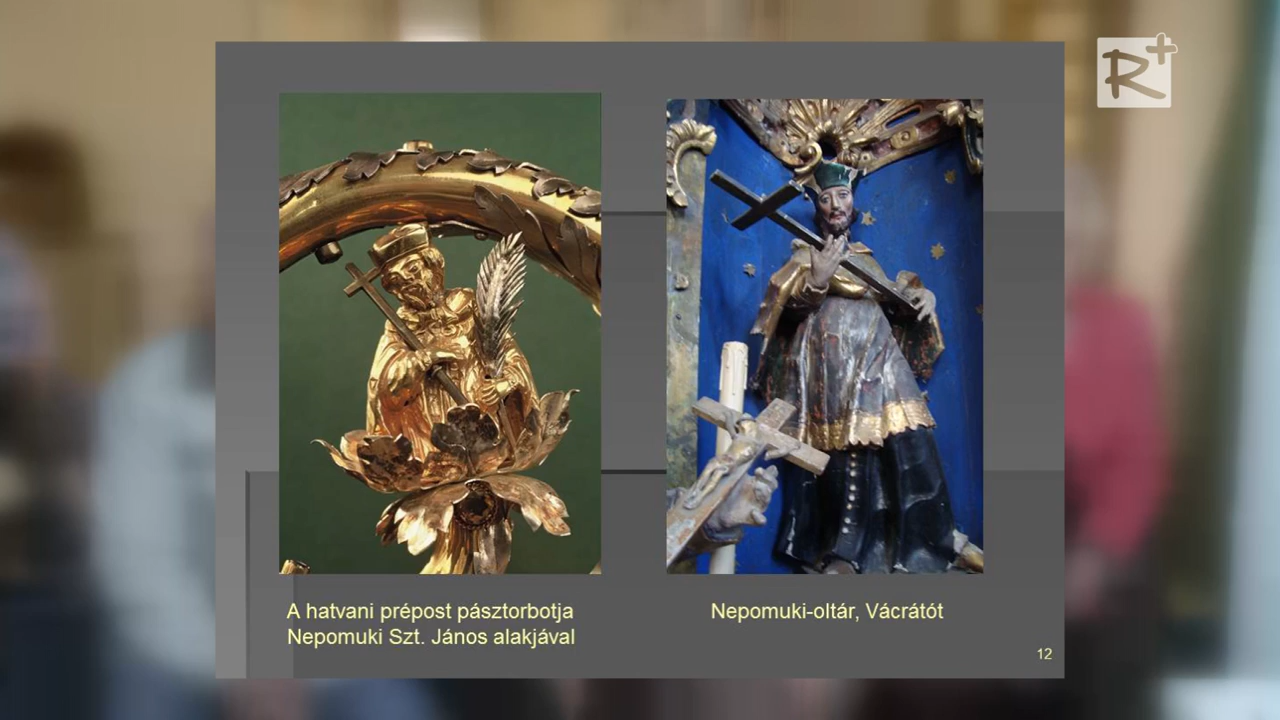 R+
A hatvani prépost pásztorbotja
Nepomuki Szt. János alakjával
Nepomuki-oltár, Vácrátót
12